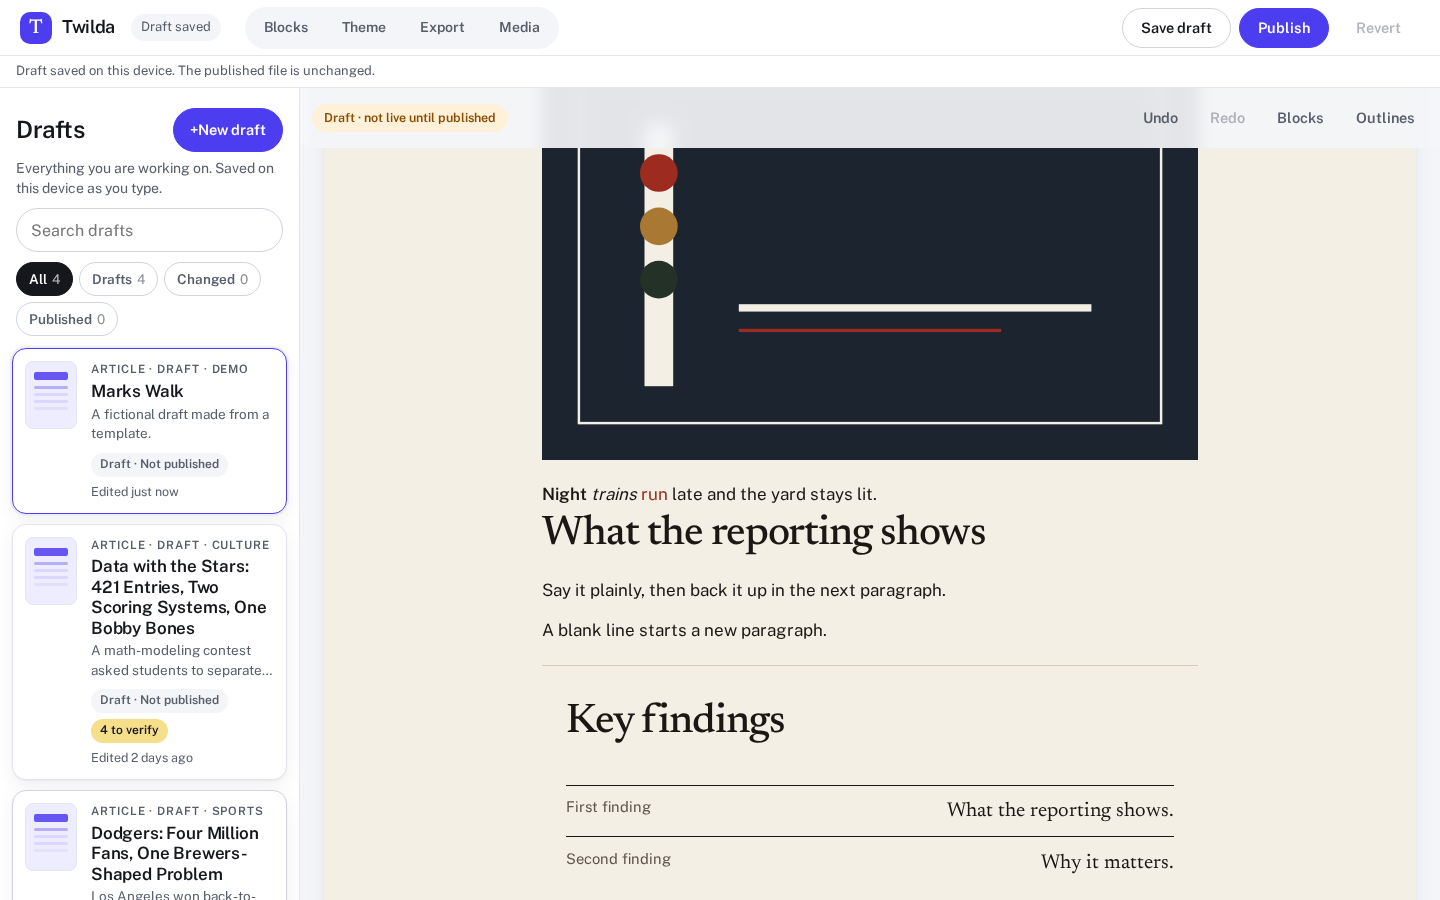 T Twilda Draft saved Blocks Theme Export Media Save draft Publish Revert
Draft saved on this device. The published file is unchanged.
Drafts +New draft
Everything you are working on. Saved on
this device as you type.
Search drafts
All 4 Drafts 4 Changed 0
Published 0
ARTICLE · DRAFT · DEMO
Marks Walk
A fictional draft made from a
template.
Draft · Not published
Edited just now
ARTICLE · DRAFT · CULTURE
Data with the Stars:
421 Entries, Two
Scoring Systems, One
Bobby Bones
A math-modeling contest
asked students to separate...
Draft · Not published
4 to verify
Edited 2 days ago
ARTICLE · DRAFT · SPORTS
Dodgers: Four Million
Fans, One Brewers-
Shaped Problem
Los Angeles won back-to-
Draft · not live until published Undo Redo Blocks Outlines
Night trains run late and the yard stays lit.
What the reporting shows
Say it plainly, then back it up in the next paragraph.
A blank line starts a new paragraph.
Key findings
First finding What the reporting shows.
Second finding Why it matters.